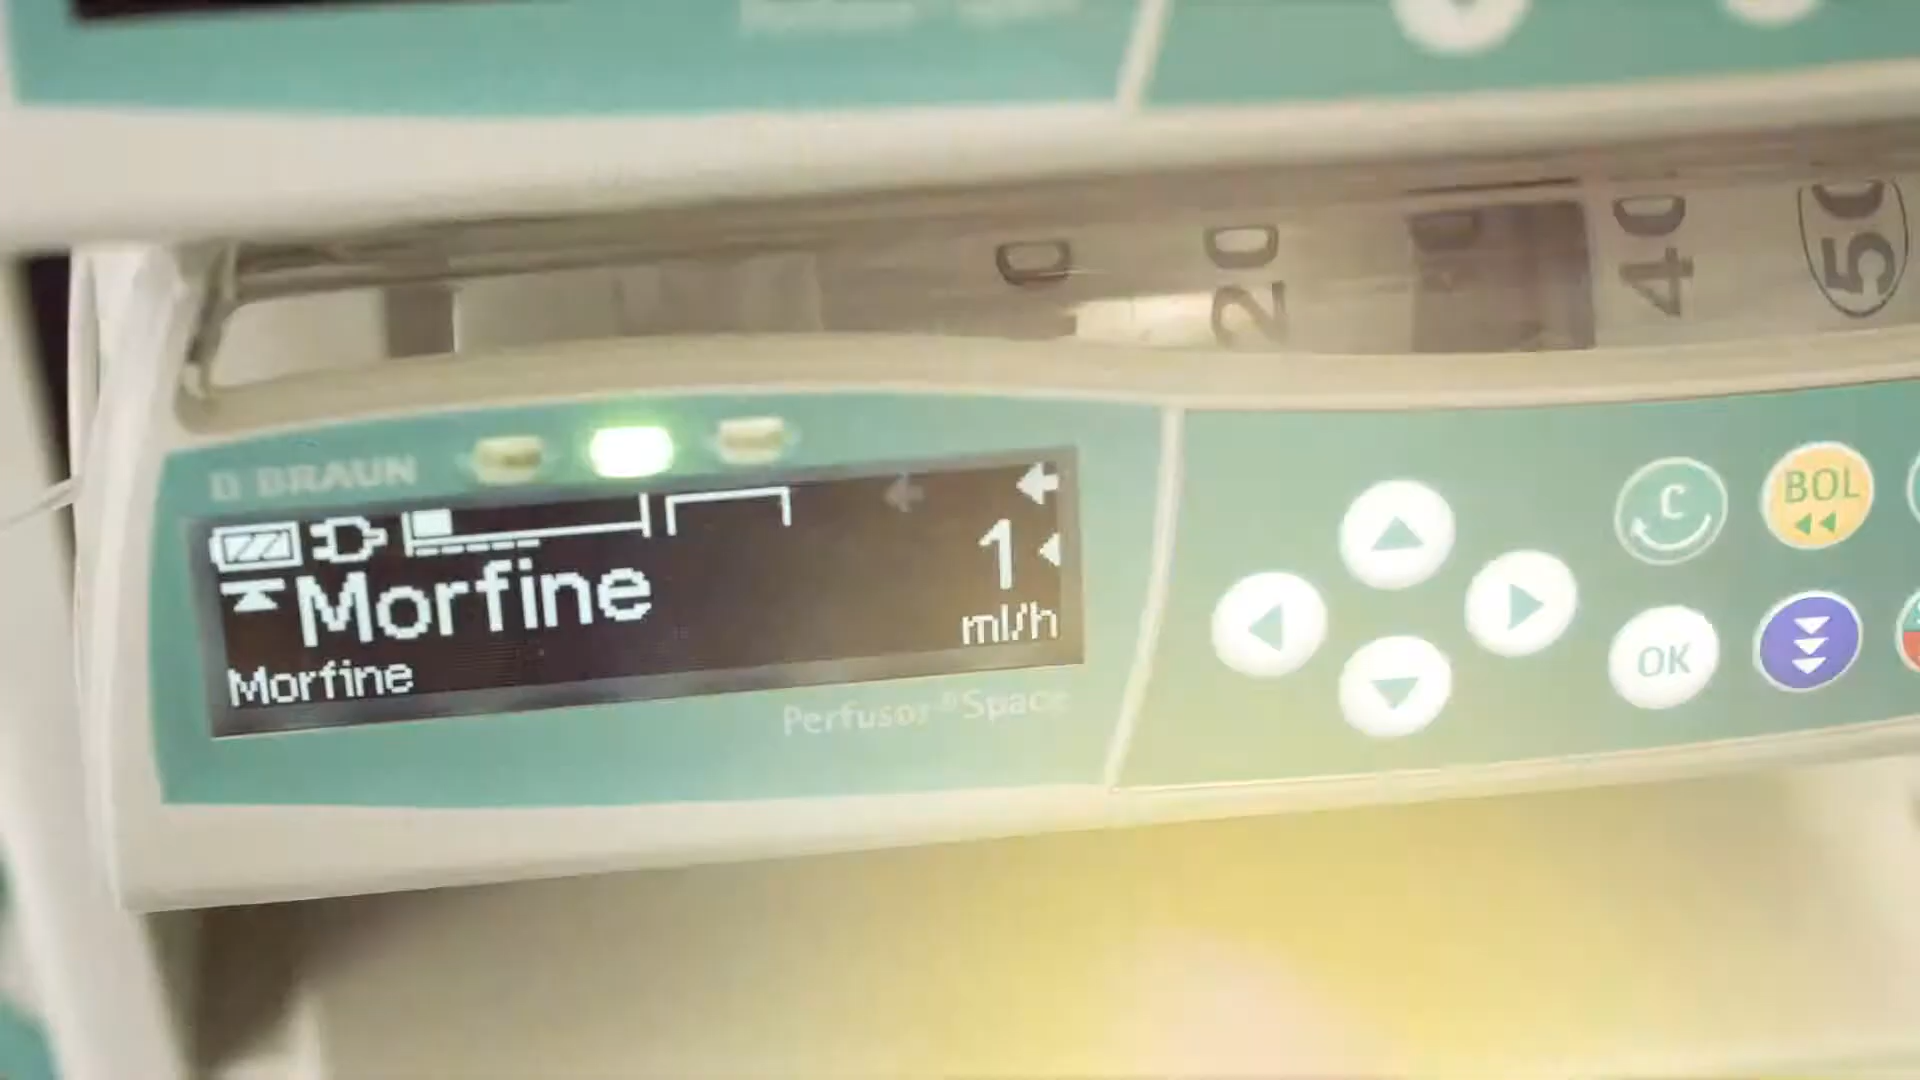 20
40
50
B BRAUN
Morfine
1
ml/h
Morfine
Perfusor® Space
C
BOL
OK